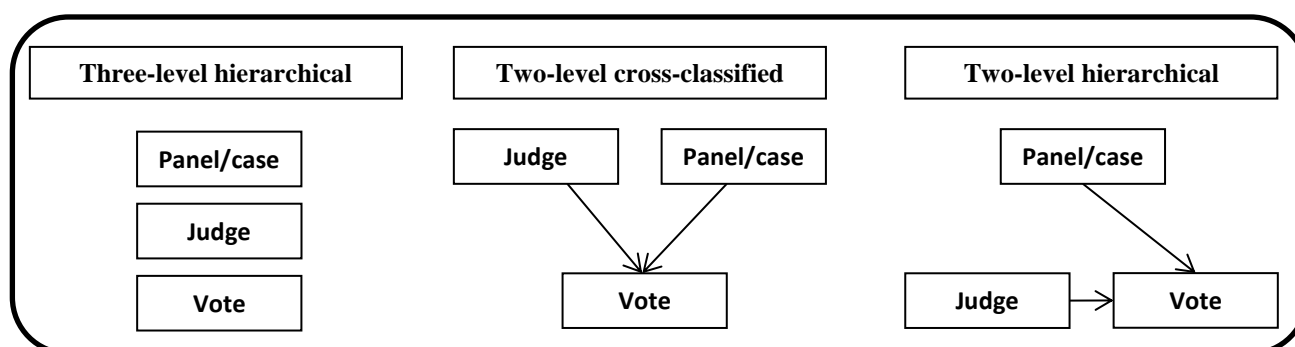 Three-level hierarchical
Panel/case
Judge
Vote
Two-level cross-classified
Judge
Panel/case
Vote
Two-level hierarchical
Panel/case
Judge
Vote